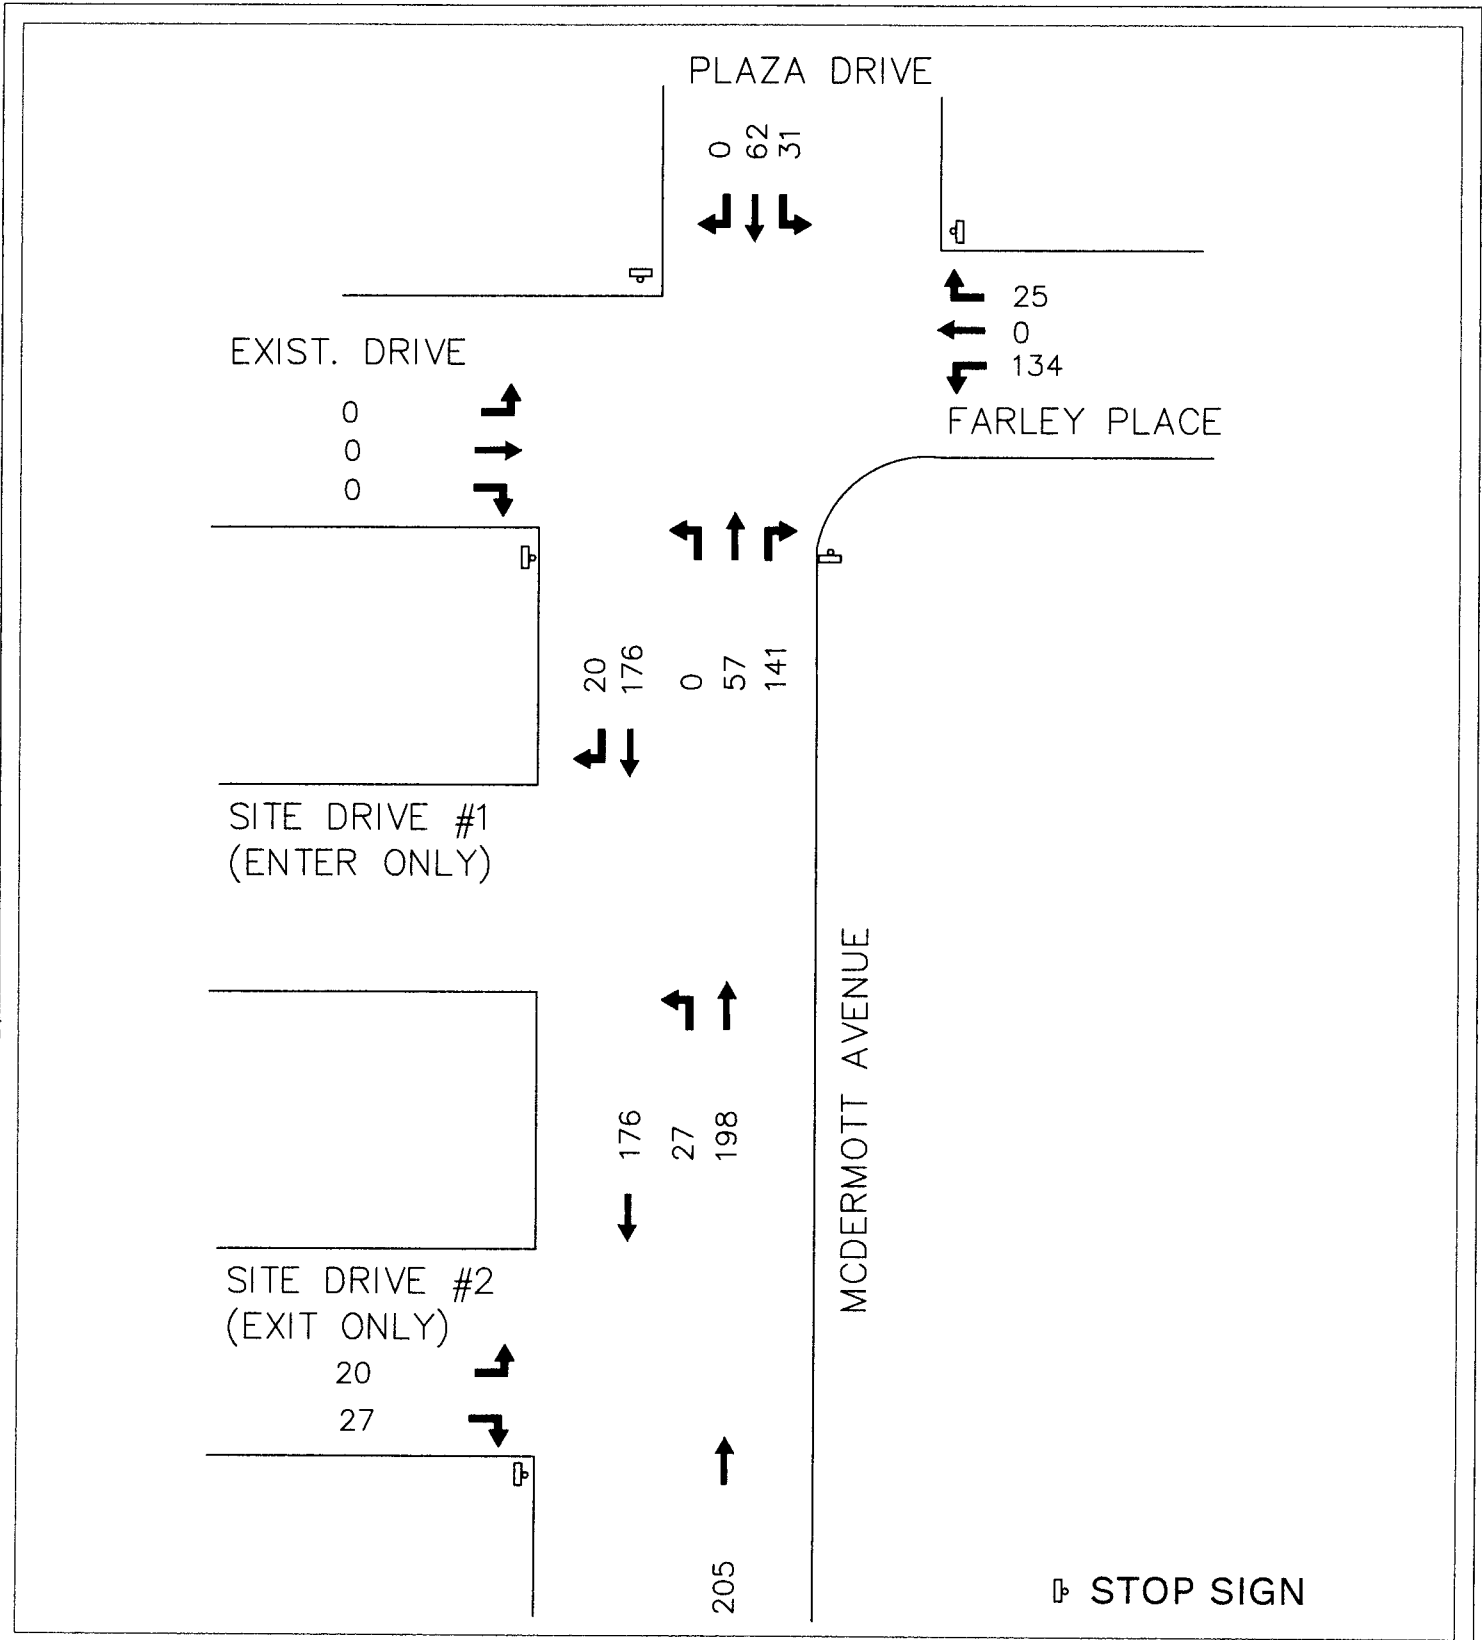 PLAZA DRIVE
0
62
31
25
0
134
EXIST. DRIVE
0
0
0
FARLEY PLACE
20
176
0
57
141
SITE DRIVE #1
(ENTER ONLY)
MCDERMOTT AVENUE
176
27
198
SITE DRIVE #2
(EXIT ONLY)
20
27
205
STOP SIGN